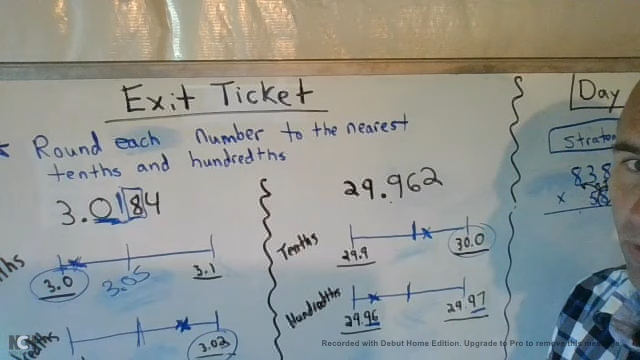 Exit Ticket
Round each number to the nearest
tenths and hundredths
3.0184
29.962
3.0
3.05
3.1
Tenths
29.9
30.0
3.02
Hundredths
29.96
29.97
Day
838
x
Recorded with Debut Home Edition. Upgrade to Pro to remove this message.